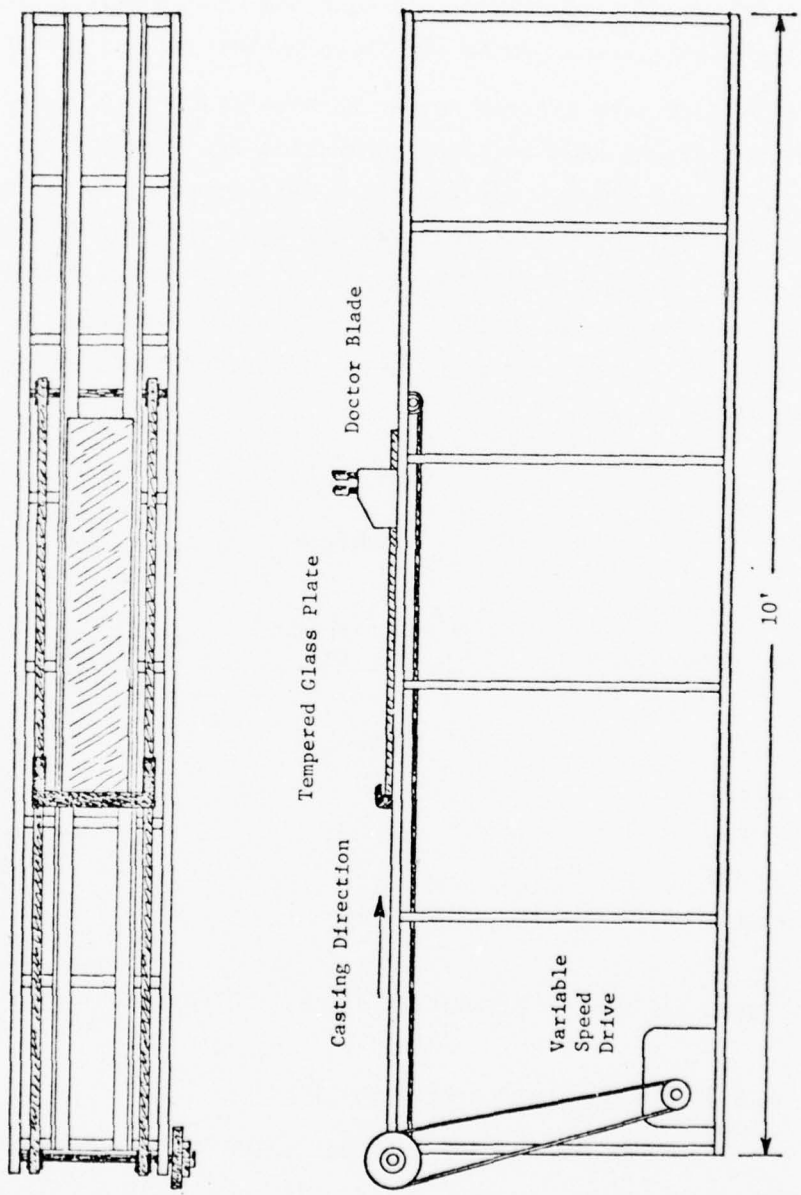 Doctor Blade
Tempered Glass Plate
Casting Direction
Variable
Speed
Drive
10'